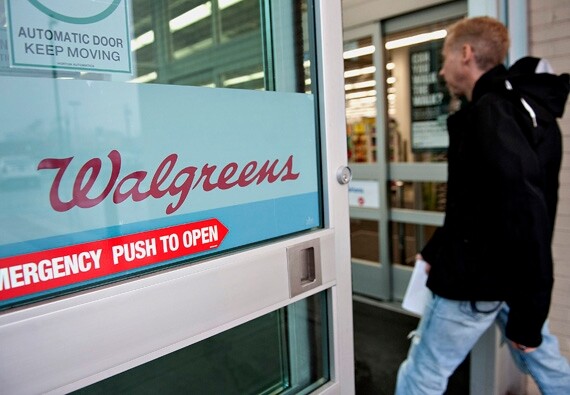 AUTOMATIC DOOR
KEEP MOVING
Walgreens
MERGENCY PUSH TO OPEN